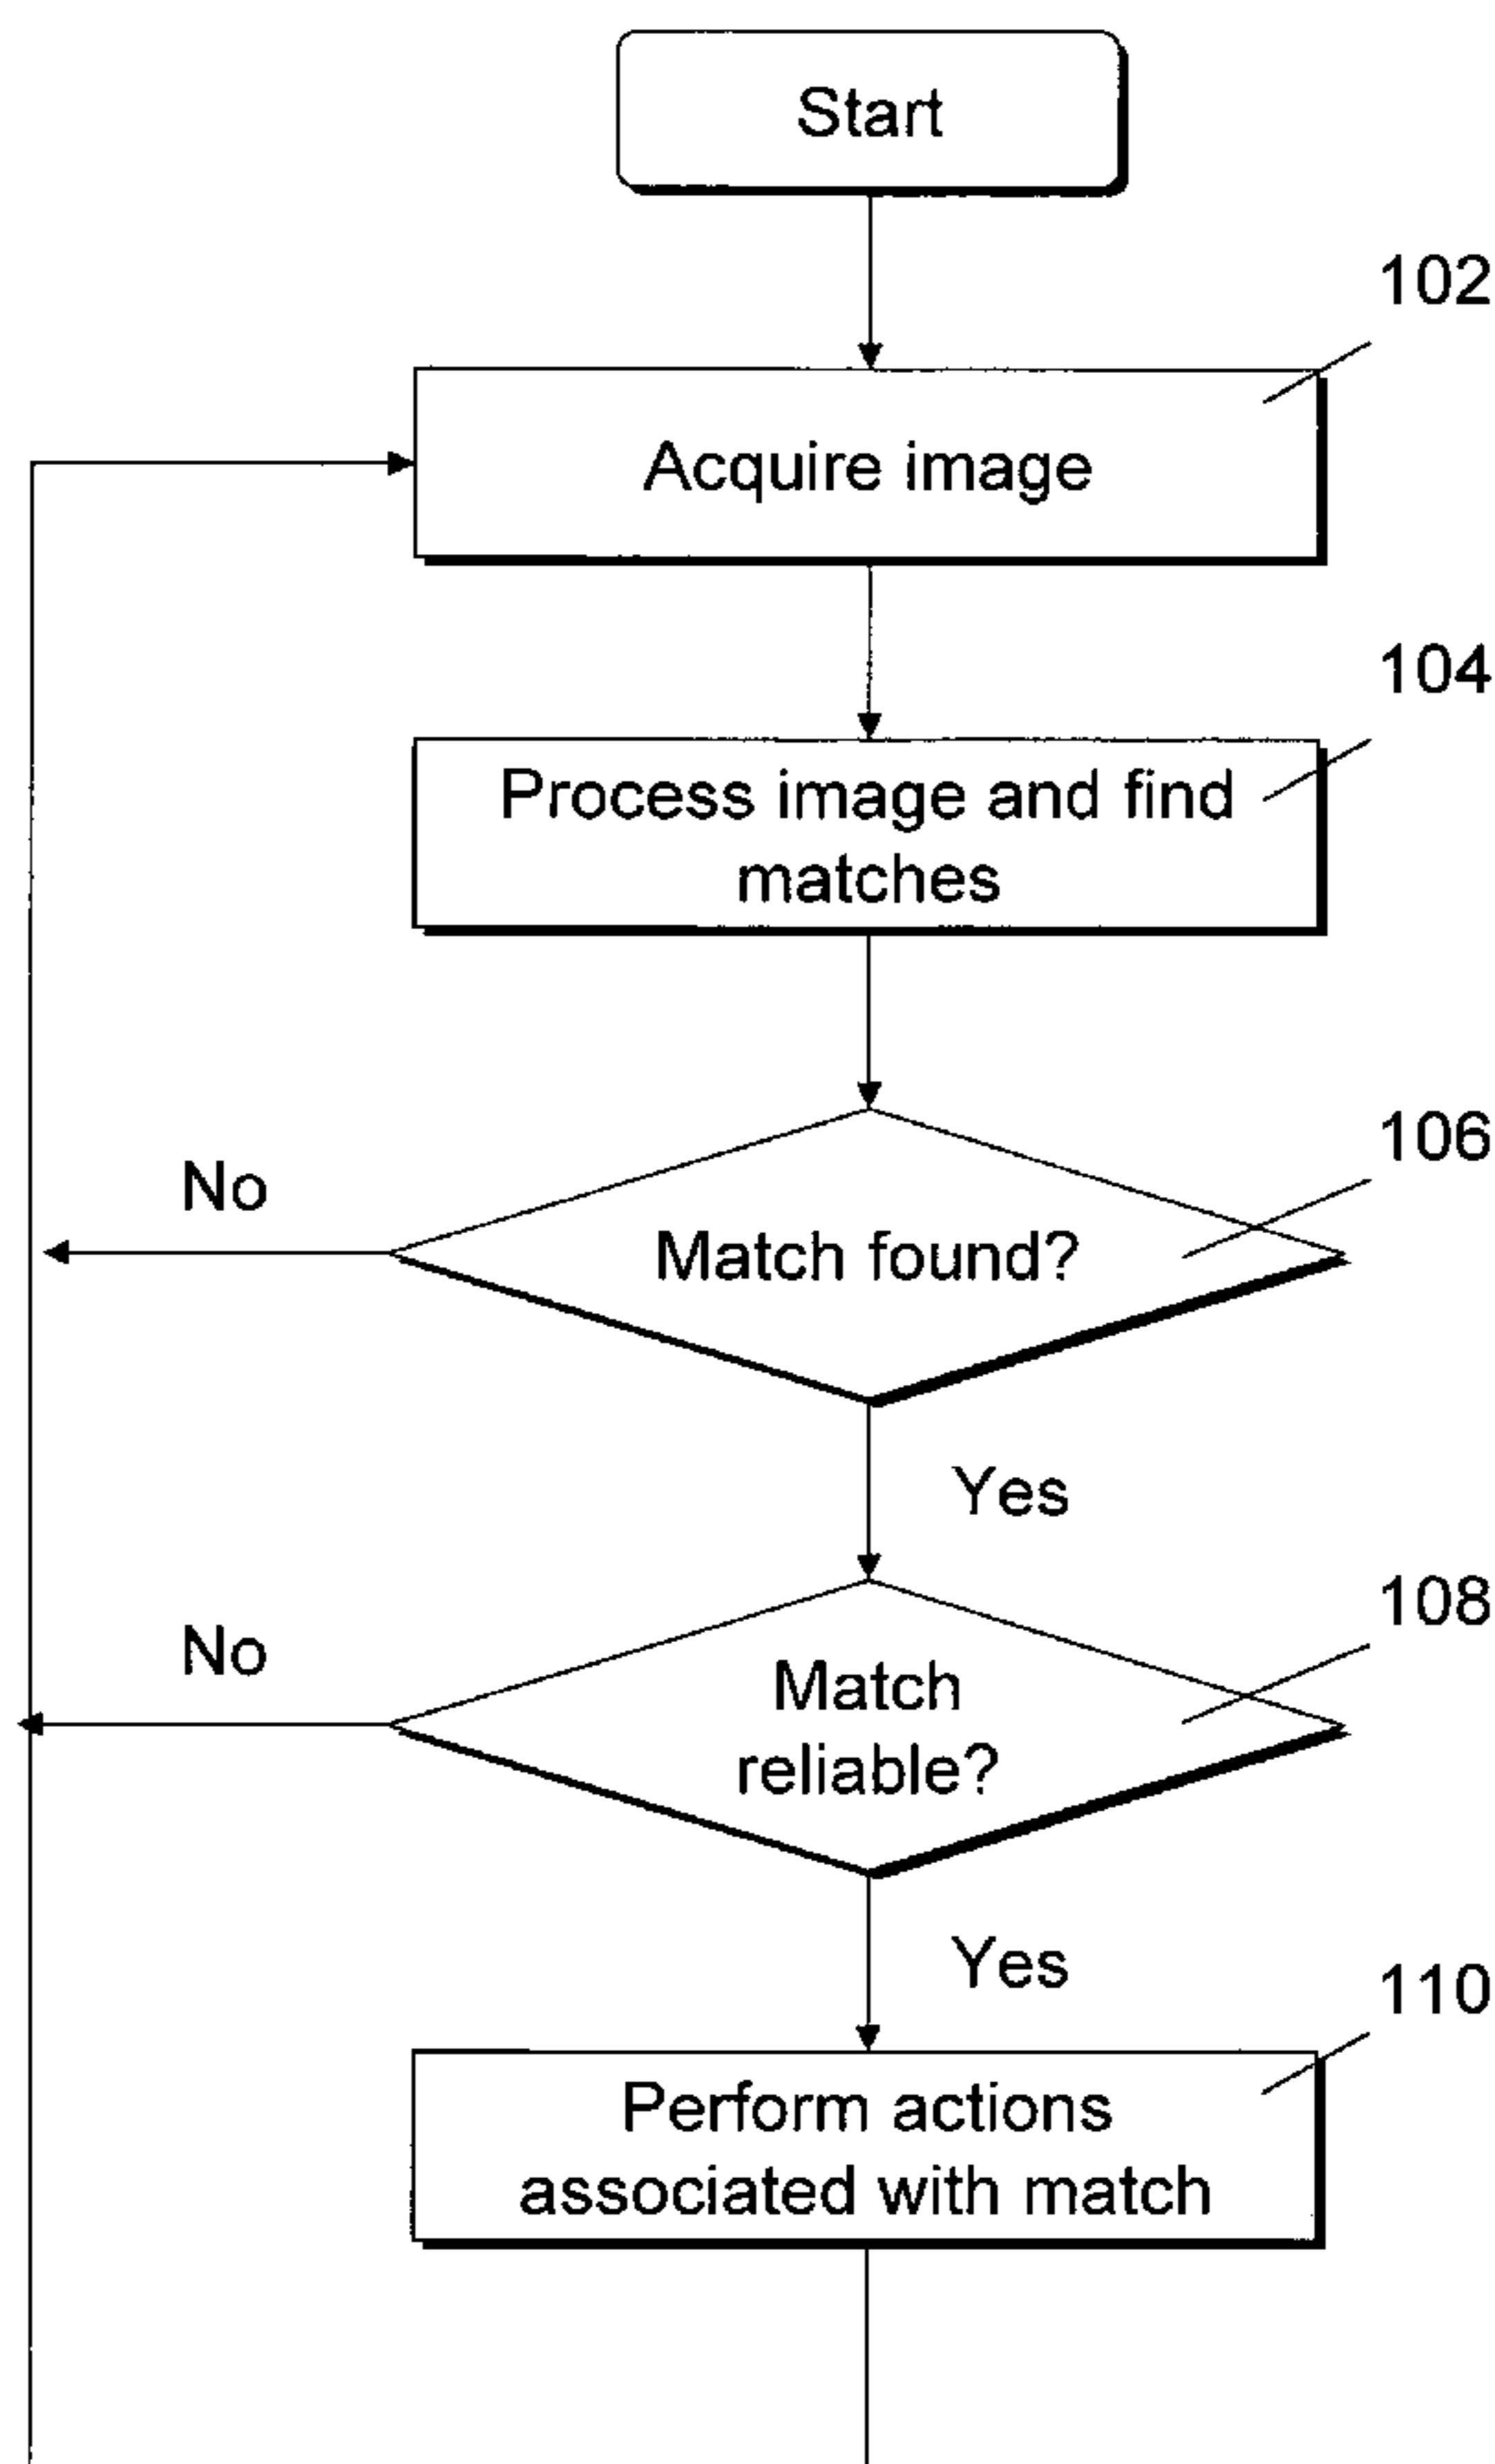 Start
102
Acquire image
104
Process image and find
matches
106
No
Match found?
Yes
108
No
Match
reliable?
Yes
110
Perform actions
associated with match